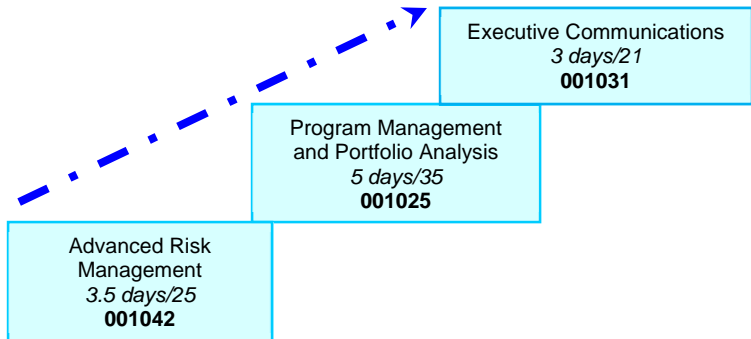 Executive Communications
3 days/21
001031
Program Management
and Portfolio Analysis
5 days/35
001025
Advanced Risk
Management
3.5 days/25
001042